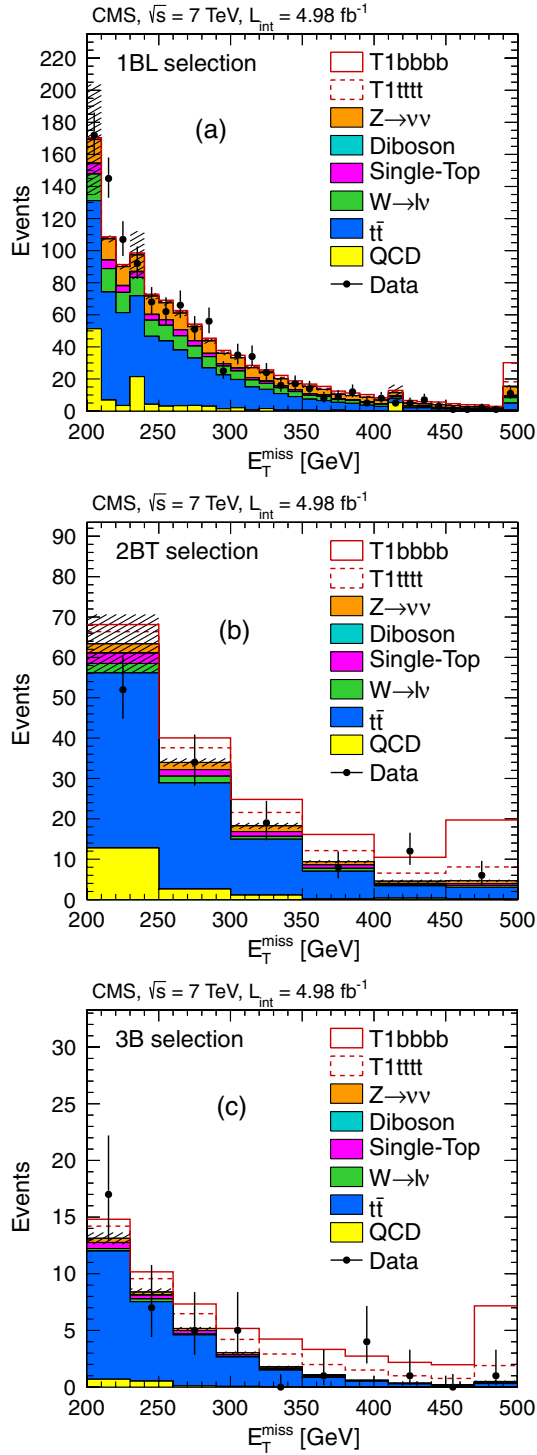 CMS, √s = 7 TeV, L_int = 4.98 fb⁻¹
1BL selection
(a)
T1bbbb
T1tttt
Z→νν
Diboson
Single-Top
W→lν
tt̄
QCD
Data
Events
0
20
40
60
80
100
120
140
160
180
200
220
200
250
300
350
400
450
500
E_T^miss [GeV]
CMS, √s = 7 TeV, L_int = 4.98 fb⁻¹
2BT selection
(b)
T1bbbb
T1tttt
Z→νν
Diboson
Single-Top
W→lν
tt̄
QCD
Data
Events
0
10
20
30
40
50
60
70
80
90
200
250
300
350
400
450
500
E_T^miss [GeV]
CMS, √s = 7 TeV, L_int = 4.98 fb⁻¹
3B selection
(c)
T1bbbb
T1tttt
Z→νν
Diboson
Single-Top
W→lν
tt̄
QCD
Data
Events
0
5
10
15
20
25
30
200
250
300
350
400
450
500
E_T^miss [GeV]